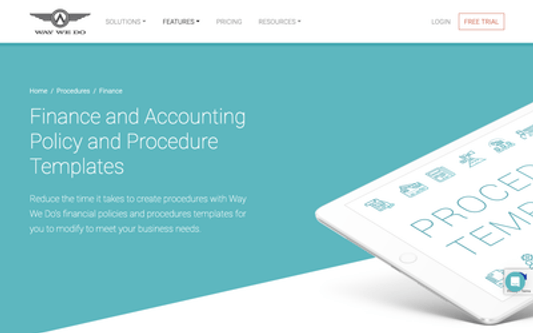 WAY WE DO
SOLUTIONS FEATURES PRICING RESOURCES LOGIN FREE TRIAL
Home / Procedures / Finance
Finance and Accounting
Policy and Procedure
Templates
Reduce the time it takes to create procedures with Way
We Do's financial policies and procedures templates for
you to modify to meet your business needs.
PROCED
TEMP